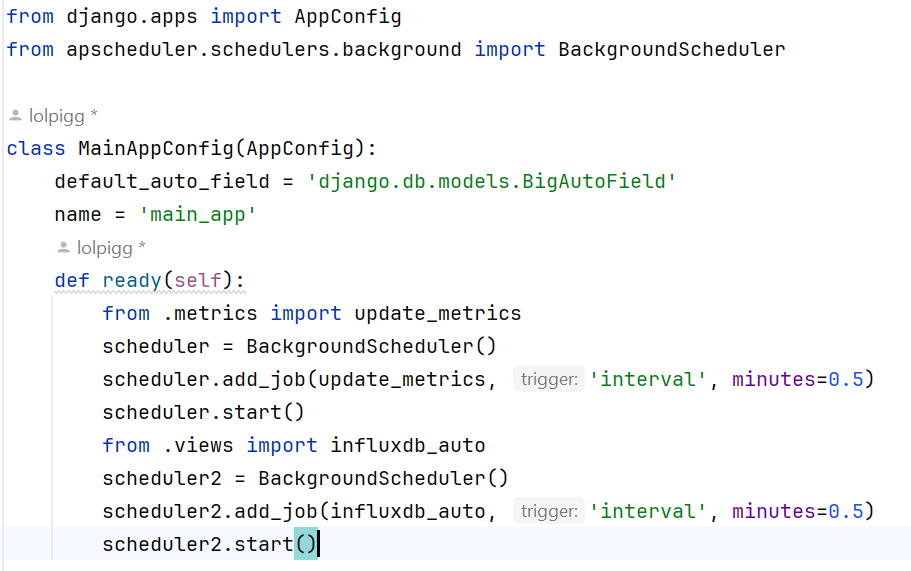 from django.apps import AppConfig
from apscheduler.schedulers.background import BackgroundScheduler
lolpigg *
class MainAppConfig(AppConfig):
    default_auto_field = 'django.db.models.BigAutoField'
    name = 'main_app'
    lolpigg *
    def ready(self):
        from .metrics import update_metrics
        scheduler = BackgroundScheduler()
        scheduler.add_job(update_metrics, trigger: 'interval', minutes=0.5)
        scheduler.start()
        from .views import influxdb_auto
        scheduler2 = BackgroundScheduler()
        scheduler2.add_job(influxdb_auto, trigger: 'interval', minutes=0.5)
        scheduler2.start()